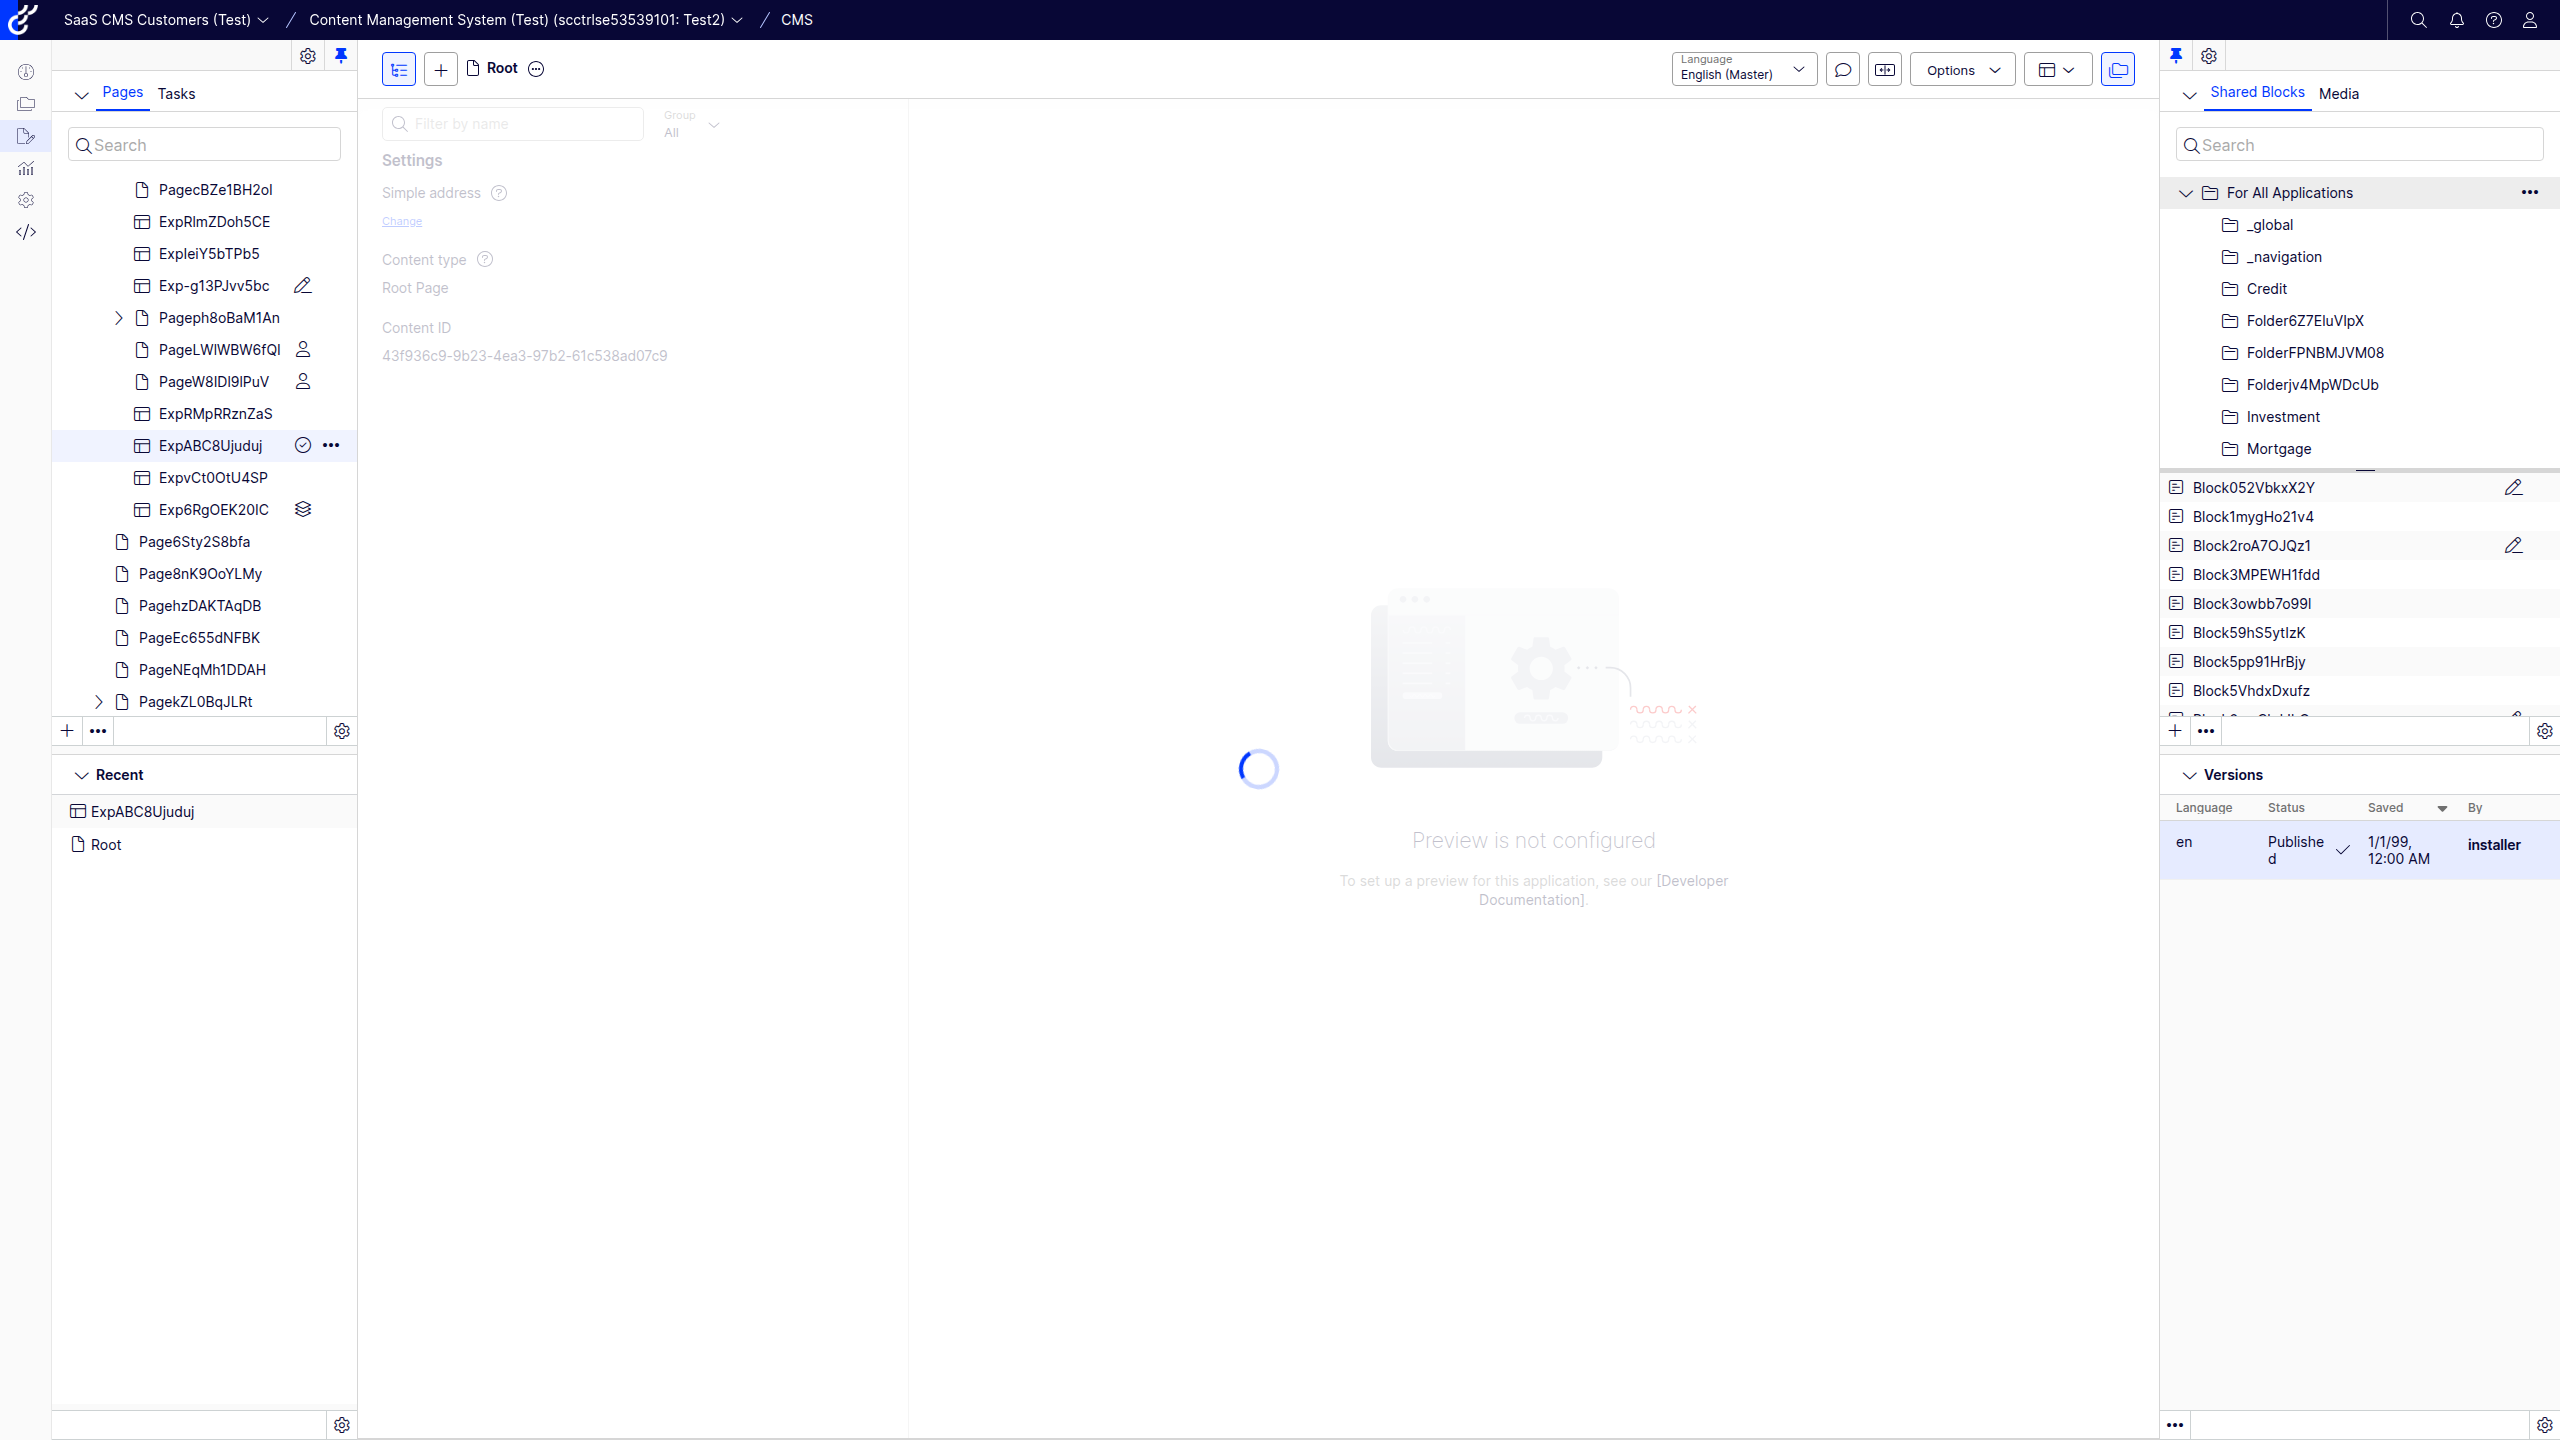 SaaS CMS Customers (Test) / Content Management System (Test) (scctrlse53539101: Test2) / CMS
Pages Tasks
Search
PagecBZe1BH2oI
ExpRlmZDoh5CE
ExpIeiY5bTPb5
Exp-g13PJvv5bc
Pageph8oBaM1An
PageLWIWBW6fQI
PageW8IDI9IPuV
ExpRMpRRznZaS
ExpABC8Ujuduj
ExpvCt0OtU4SP
Exp6RgOEK20IC
Page6Sty2S8bfa
Page8nK9OoYLMy
PagehzDAKTAqDB
PageEc655dNFBK
PageNEqMh1DDAH
PagekZL0BqJLRt
Recent
ExpABC8Ujuduj
Root
Root
Language
English (Master)
Options
Filter by name
Group
All
Settings
Simple address
Change
Content type
Root Page
Content ID
43f936c9-9b23-4ea3-97b2-61c538ad07c9
Preview is not configured
To set up a preview for this application, see our [Developer
Documentation].
Shared Blocks Media
Search
For All Applications
_global
_navigation
Credit
Folder6Z7EluVlpX
FolderFPNBMJVM08
Folderjv4MpWDcUb
Investment
Mortgage
Block052VbkxX2Y
Block1mygHo21v4
Block2roA7OJQz1
Block3MPEWH1fdd
Block3owbb7o99I
Block59hS5ytIzK
Block5pp91HrBjy
Block5VhdxDxufz
Versions
Language Status Saved By
en Publishe 1/1/99, installer
d 12:00 AM